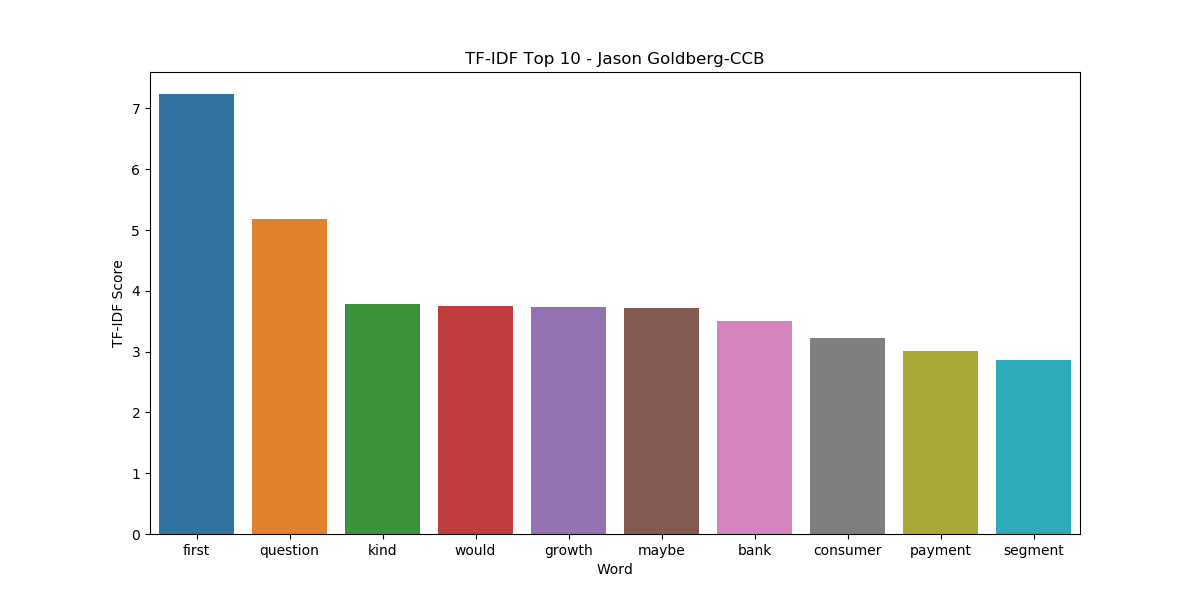 TF-IDF Top 10 - Jason Goldberg-CCB
TF-IDF Score
7
6
5
4
3
2
1
0
first question kind would growth maybe bank consumer payment segment
Word